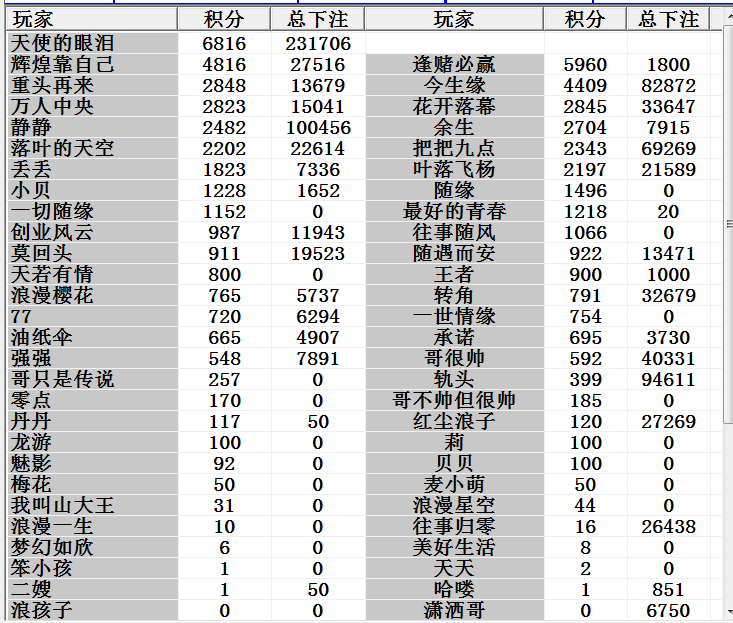 玩家 积分 总下注 玩家 积分 总下注
天使的眼泪 6816 231706
辉煌靠自己 4816 27516 逢赌必赢 5960 1800
重头再来 2848 13679 今生缘 4409 82872
万人中央 2823 15041 花开落幕 2845 33647
静静 2482 100456 余生 2704 7915
落叶的天空 2202 22614 把把九点 2343 69269
丢丢 1823 7336 叶落飞杨 2197 21589
小贝 1228 1652 随缘 1496 0
一切随缘 1152 0 最好的青春 1218 20
创业风云 987 11943 往事随风 1066 0
莫回头 911 19523 随遇而安 922 13471
天若有情 800 0 王者 900 1000
浪漫樱花 765 5737 转角 791 32679
77 720 6294 一世情缘 754 0
油纸伞 665 4907 承诺 695 3730
强强 548 7891 哥很帅 592 40331
哥只是传说 257 0 轨头 399 94611
零点 170 0 哥不帅但很帅 185 0
丹丹 117 50 红尘浪子 120 27269
龙游 100 0 莉 100 0
魅影 92 0 贝贝 100 0
梅花 50 0 麦小萌 50 0
我叫山大王 31 0 浪漫星空 44 0
浪漫一生 10 0 往事归零 16 26438
梦幻如欣 6 0 美好生活 8 0
笨小孩 1 0 天天 2 0
二嫂 1 50 哈喽 1 851
浪孩子 0 0 潇洒哥 0 6750